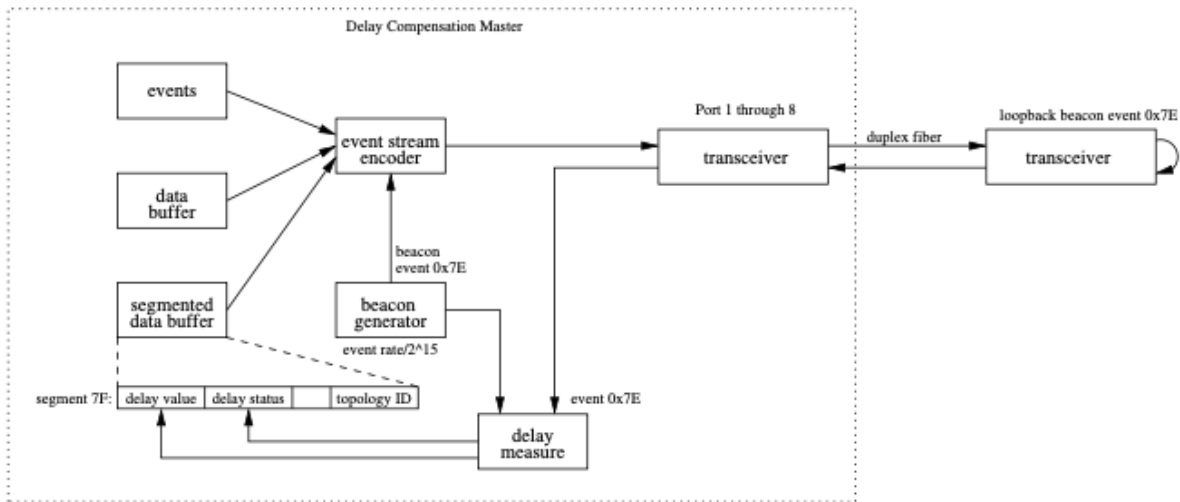 Delay Compensation Master
events
Port 1 through 8
loopback beacon event 0x7E
event stream
encoder
duplex fiber
transceiver
transceiver
data
buffer
beacon
event 0x7E
segmented
data buffer
beacon
generator
event rate/2^15
segment 7F:
delay value
delay status
topology ID
event 0x7E
delay
measure